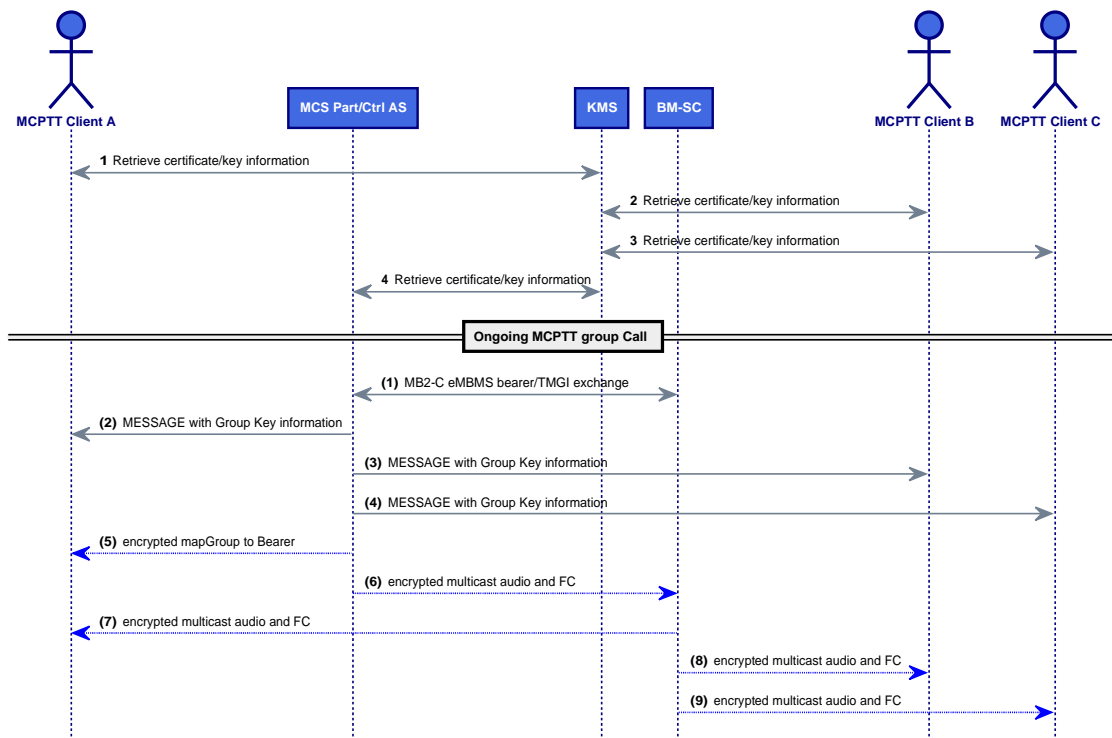 MCPTT Client A
MCS Part/Ctrl AS
KMS
BM-SC
MCPTT Client B
MCPTT Client C
1 Retrieve certificate/key information
2 Retrieve certificate/key information
3 Retrieve certificate/key information
4 Retrieve certificate/key information
Ongoing MCPTT group Call
(1) MB2-C eMBMS bearer/TMGI exchange
(2) MESSAGE with Group Key information
(3) MESSAGE with Group Key information
(4) MESSAGE with Group Key information
(5) encrypted mapGroup to Bearer
(6) encrypted multicast audio and FC
(7) encrypted multicast audio and FC
(8) encrypted multicast audio and FC
(9) encrypted multicast audio and FC